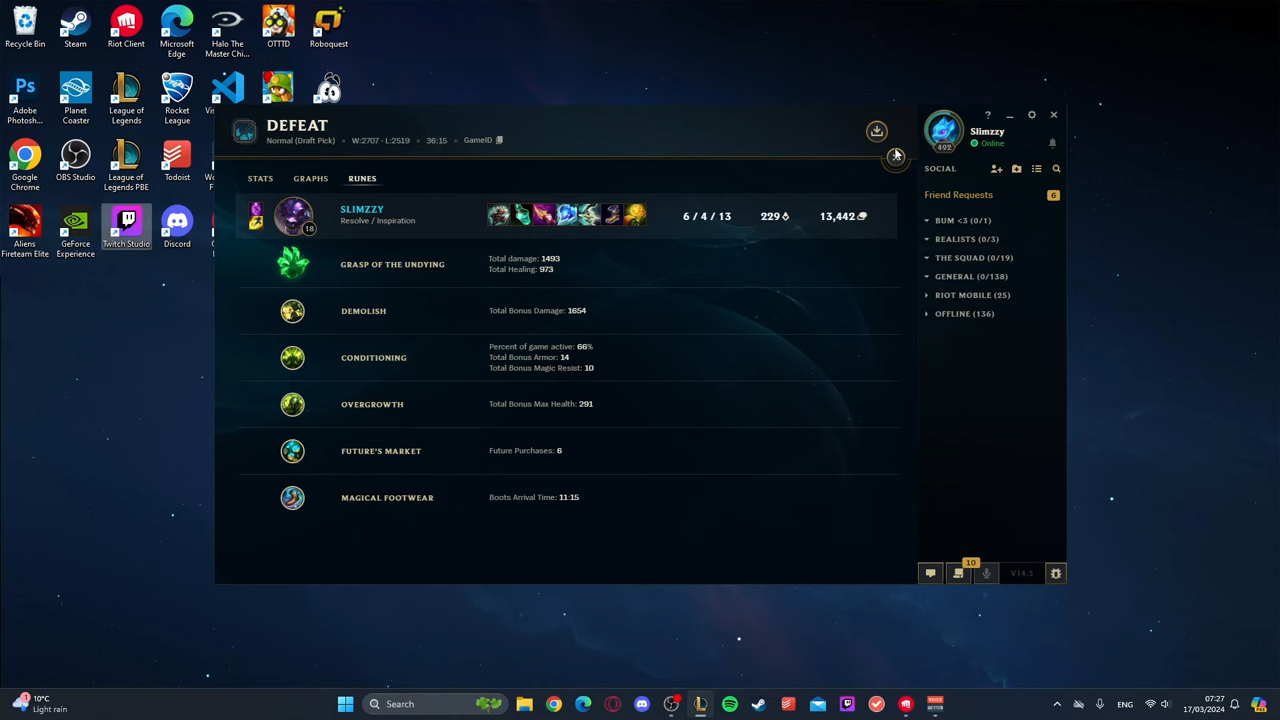 Recycle Bin
Steam
Riot Client
Microsoft
Edge
Halo The
Master Chi...
OTTTD
Roboquest
Adobe
Photosh...
Planet
Coaster
League of
Legends
Rocket
League
Google
Chrome
OBS Studio
League of
Legends PBE
Todoist
Aliens
Fireteam Elite
GeForce
Experience
Twitch Studio
Discord
DEFEAT
Normal (Draft Pick)
W:2707 - L:2519
36:15
GameID
STATS
GRAPHS
RUNES
SLIMZZY
Resolve / Inspiration
18
6 / 4 / 13
229
13,442
GRASP OF THE UNDYING
Total damage: 1493
Total Healing: 973
DEMOLISH
Total Bonus Damage: 1654
CONDITIONING
Percent of game active: 66%
Total Bonus Armor: 14
Total Bonus Magic Resist: 10
OVERGROWTH
Total Bonus Max Health: 291
FUTURE'S MARKET
Future Purchases: 6
MAGICAL FOOTWEAR
Boots Arrival Time: 11:15
?
492
Slimzzy
Online
SOCIAL
Friend Requests
6
BUM <3 (0/1)
REALISTS (0/3)
THE SQUAD (0/19)
GENERAL (0/138)
RIOT MOBILE (25)
OFFLINE (136)
10
V14.5
1
10°C
Light rain
Search
ENG
07:27
17/03/2024